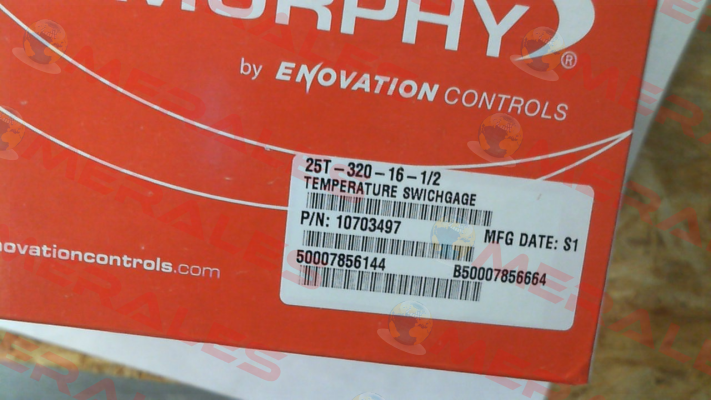 MURPHY®
by ENOVATION CONTROLS
25T-320-16-1/2
TEMPERATURE SWICHGAGE
P/N: 10703497
MFG DATE: S1
50007856144
B50007856664
novationcontrols.com
MERALES